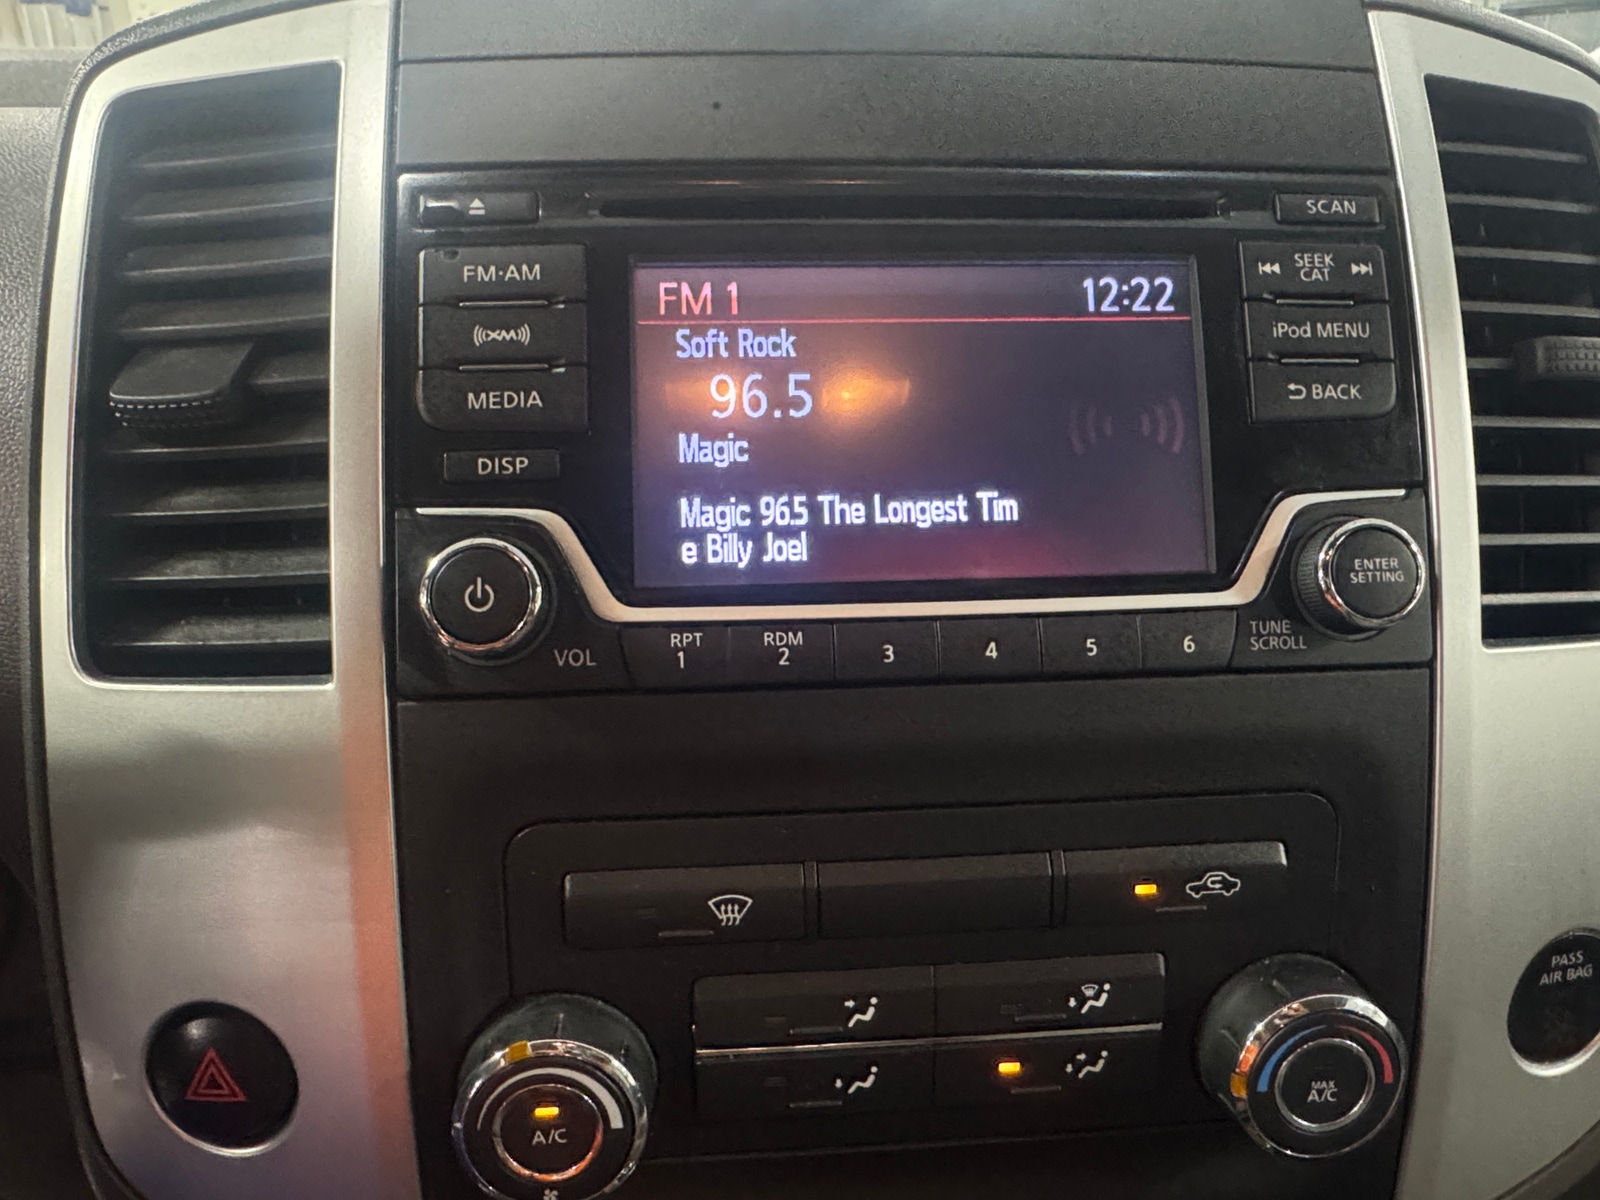 SCAN
FM·AM
SEEK
CAT
XM
iPod MENU
MEDIA
BACK
DISP
FM 1 12:22
Soft Rock
96.5
Magic
Magic 96.5 The Longest Tim
e Billy Joel
ENTER
SETTING
VOL
RPT
1
RDM
2
3
4
5
6
TUNE
SCROLL
PASS
AIR BAG
A/C
MAX
A/C